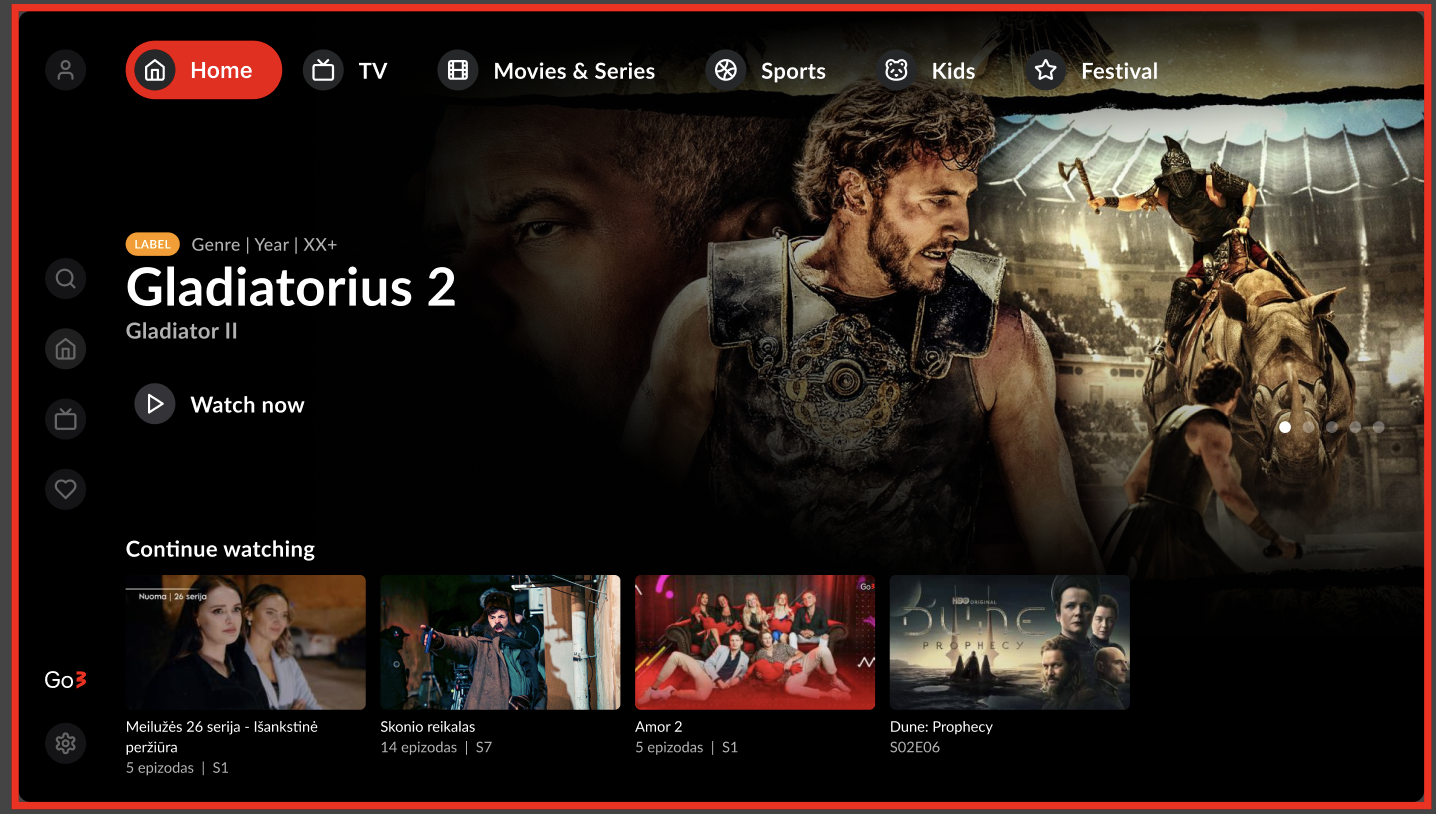 Home
TV
Movies & Series
Sports
Kids
Festival
LABEL
Genre | Year | XX+
Gladiatorius 2
Gladiator II
Watch now
Continue watching
Nuoma | 26 serija
Go3
HBO ORIGINAL
DUNE
PROPHECY
Go3
Meilužės 26 serija - Išankstinė
peržiūra
5 epizodas | S1
Skonio reikalas
14 epizodas | S7
Amor 2
5 epizodas | S1
Dune: Prophecy
S02E06